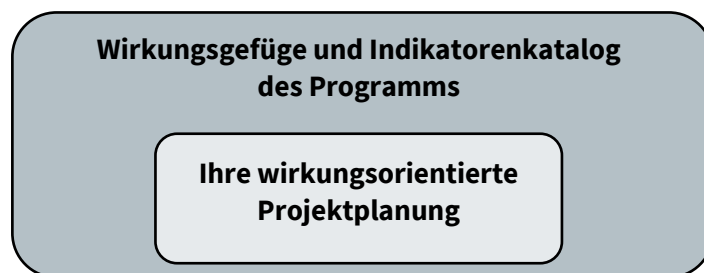 Wirkungsgefüge und Indikatorenkatalog
des Programms
Ihre wirkungsorientierte
Projektplanung